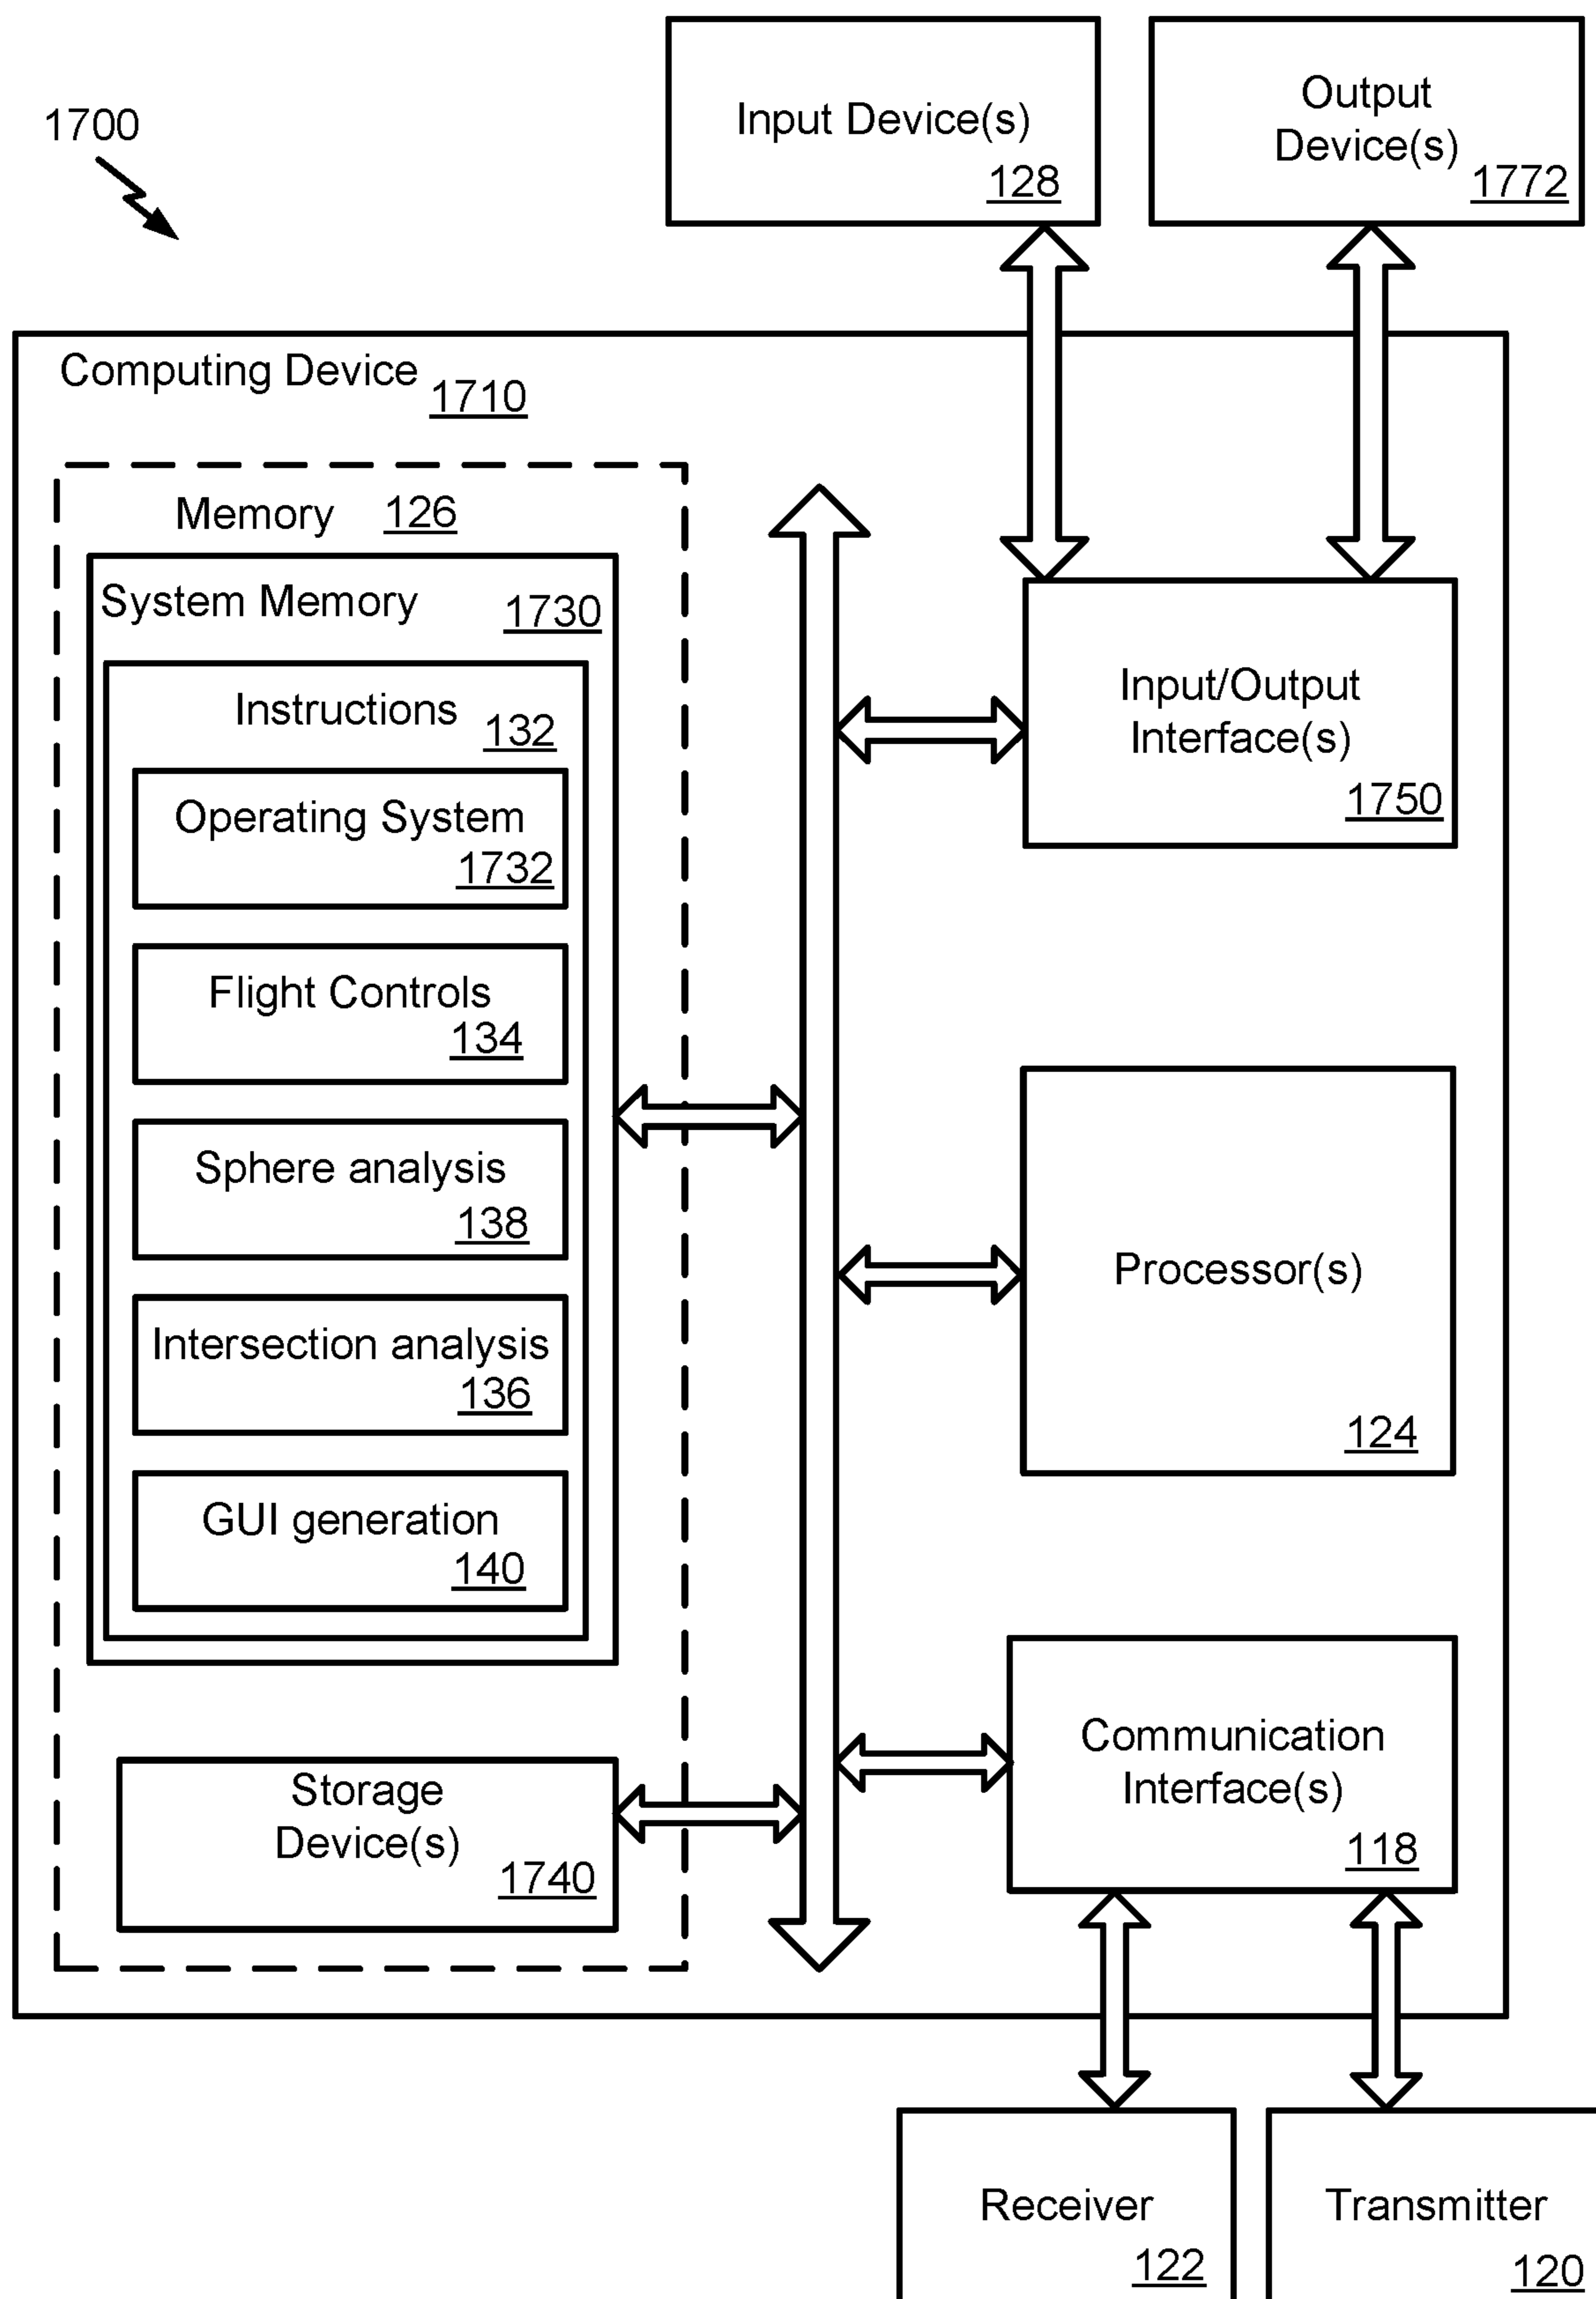 1700
Input Device(s)
128
Output
Device(s)
1772
Computing Device
1710
Memory 126
System Memory
1730
Instructions
132
Operating System
1732
Flight Controls
134
Sphere analysis
138
Intersection analysis
136
GUI generation
140
Storage
Device(s)
1740
Input/Output
Interface(s)
1750
Processor(s)
124
Communication
Interface(s)
118
Receiver
122
Transmitter
120